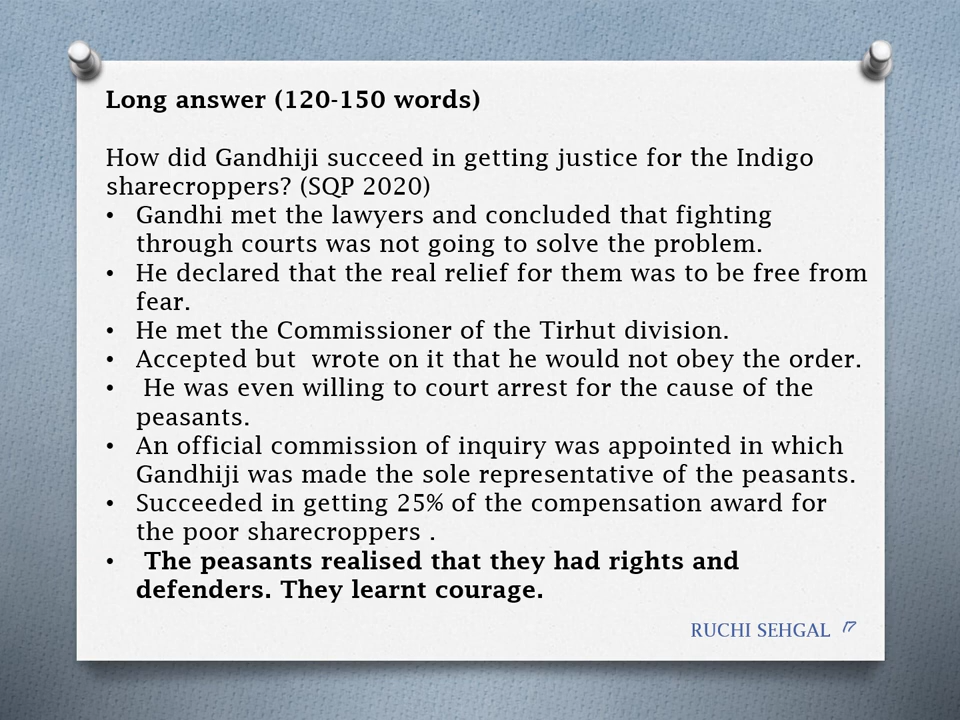 Long answer (120-150 words)
How did Gandhiji succeed in getting justice for the Indigo
sharecroppers? (SQP 2020)
• Gandhi met the lawyers and concluded that fighting
through courts was not going to solve the problem.
• He declared that the real relief for them was to be free from
fear.
• He met the Commissioner of the Tirhut division.
• Accepted but  wrote on it that he would not obey the order.
•  He was even willing to court arrest for the cause of the
peasants.
• An official commission of inquiry was appointed in which
Gandhiji was made the sole representative of the peasants.
• Succeeded in getting 25% of the compensation award for
the poor sharecroppers .
•  The peasants realised that they had rights and
defenders. They learnt courage.
RUCHI SEHGAL 17